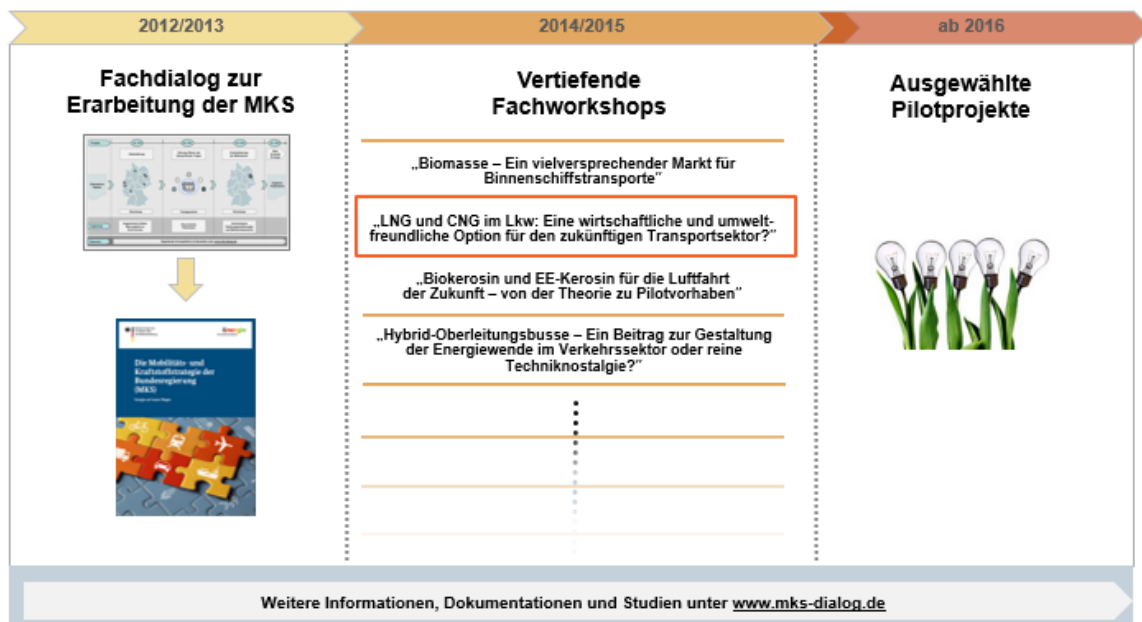 2012/2013
2014/2015
ab 2016
Fachdialog zur
Erarbeitung der MKS
Vertiefende
Fachworkshops
Ausgewählte
Pilotprojekte
„Biomasse – Ein vielversprechender Markt für
Binnenschiffstransporte"
„LNG und CNG im Lkw: Eine wirtschaftliche und umwelt-
freundliche Option für den zukünftigen Transportsektor?"
„Biokerosin und EE-Kerosin für die Luftfahrt
der Zukunft – von der Theorie zu Pilotvorhaben"
„Hybrid-Oberleitungsbusse – Ein Beitrag zur Gestaltung
der Energiewende im Verkehrssektor oder reine
Techniknostalgie?"
Die Mobilitäts- und
Kraftstoffstrategie der
Bundesregierung
(MKS)
Weitere Informationen, Dokumentationen und Studien unter www.mks-dialog.de